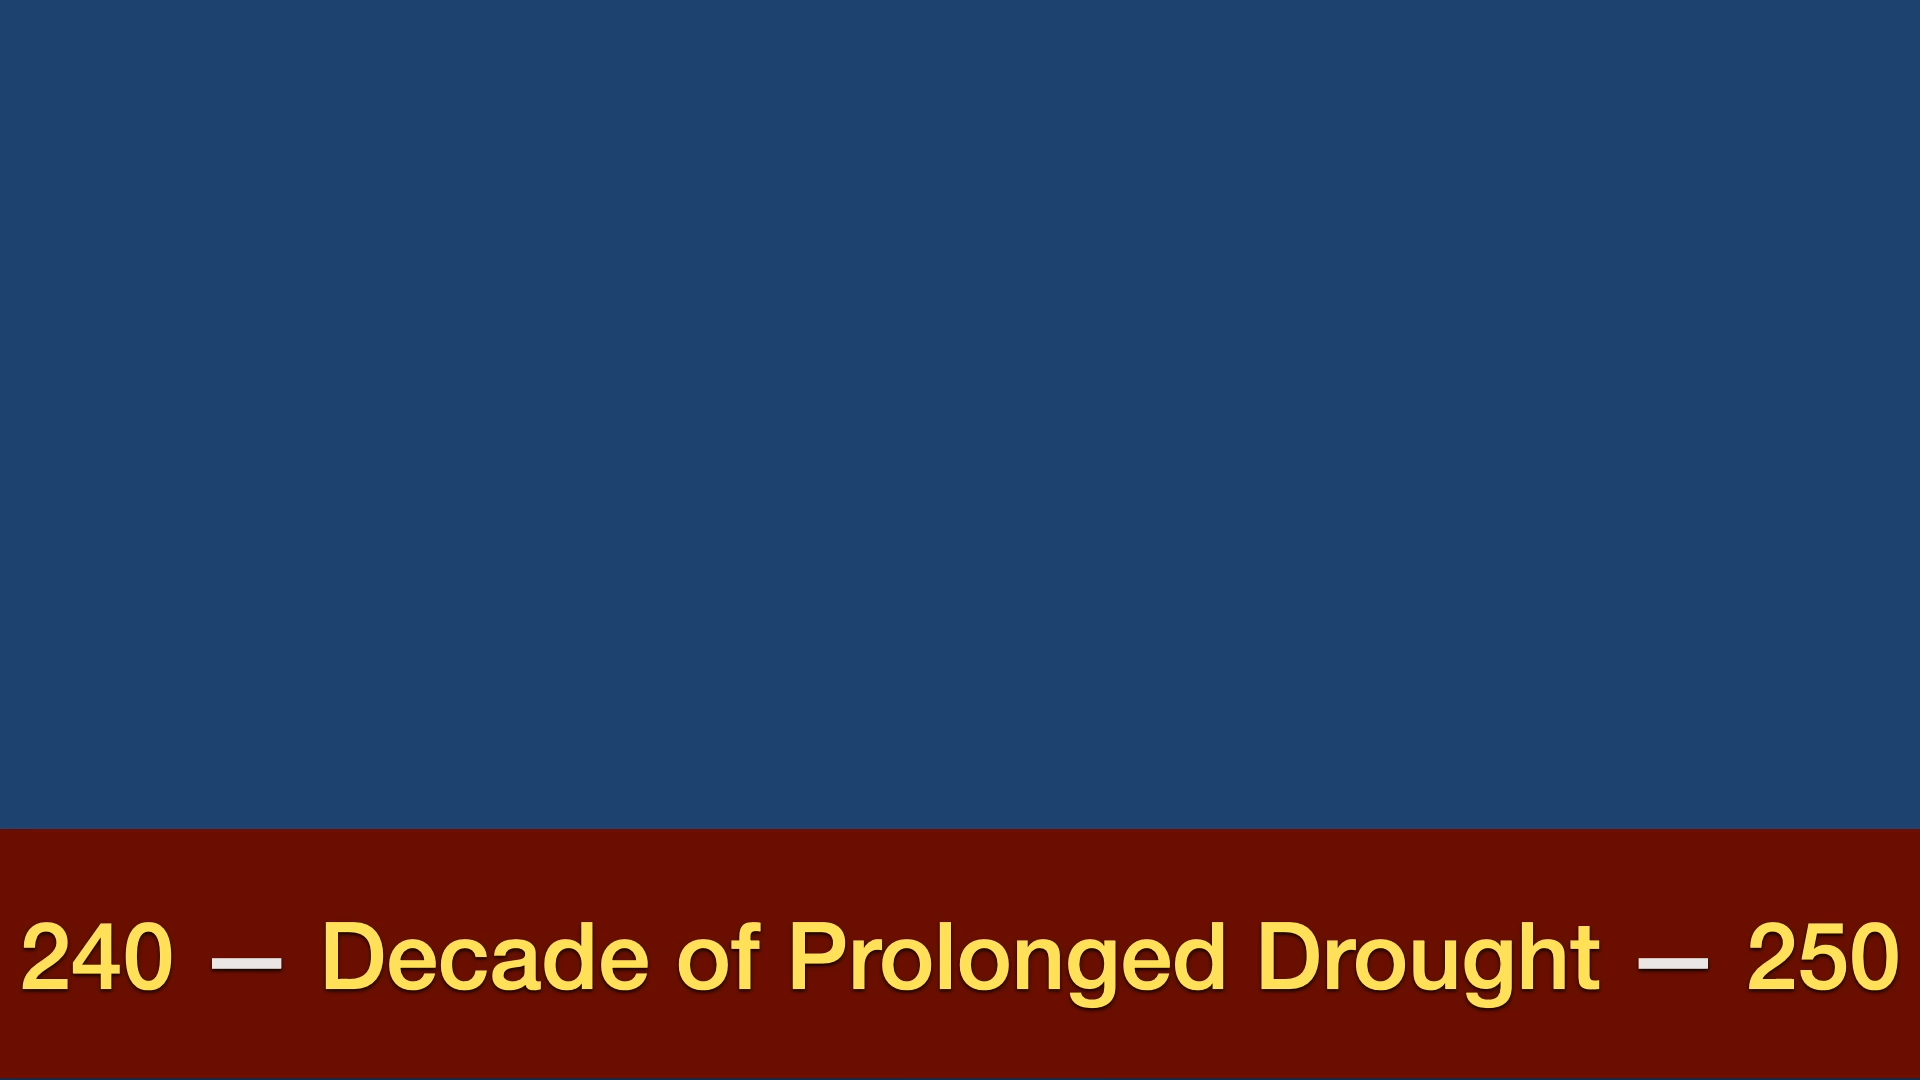 240 — Decade of Prolonged Drought — 250